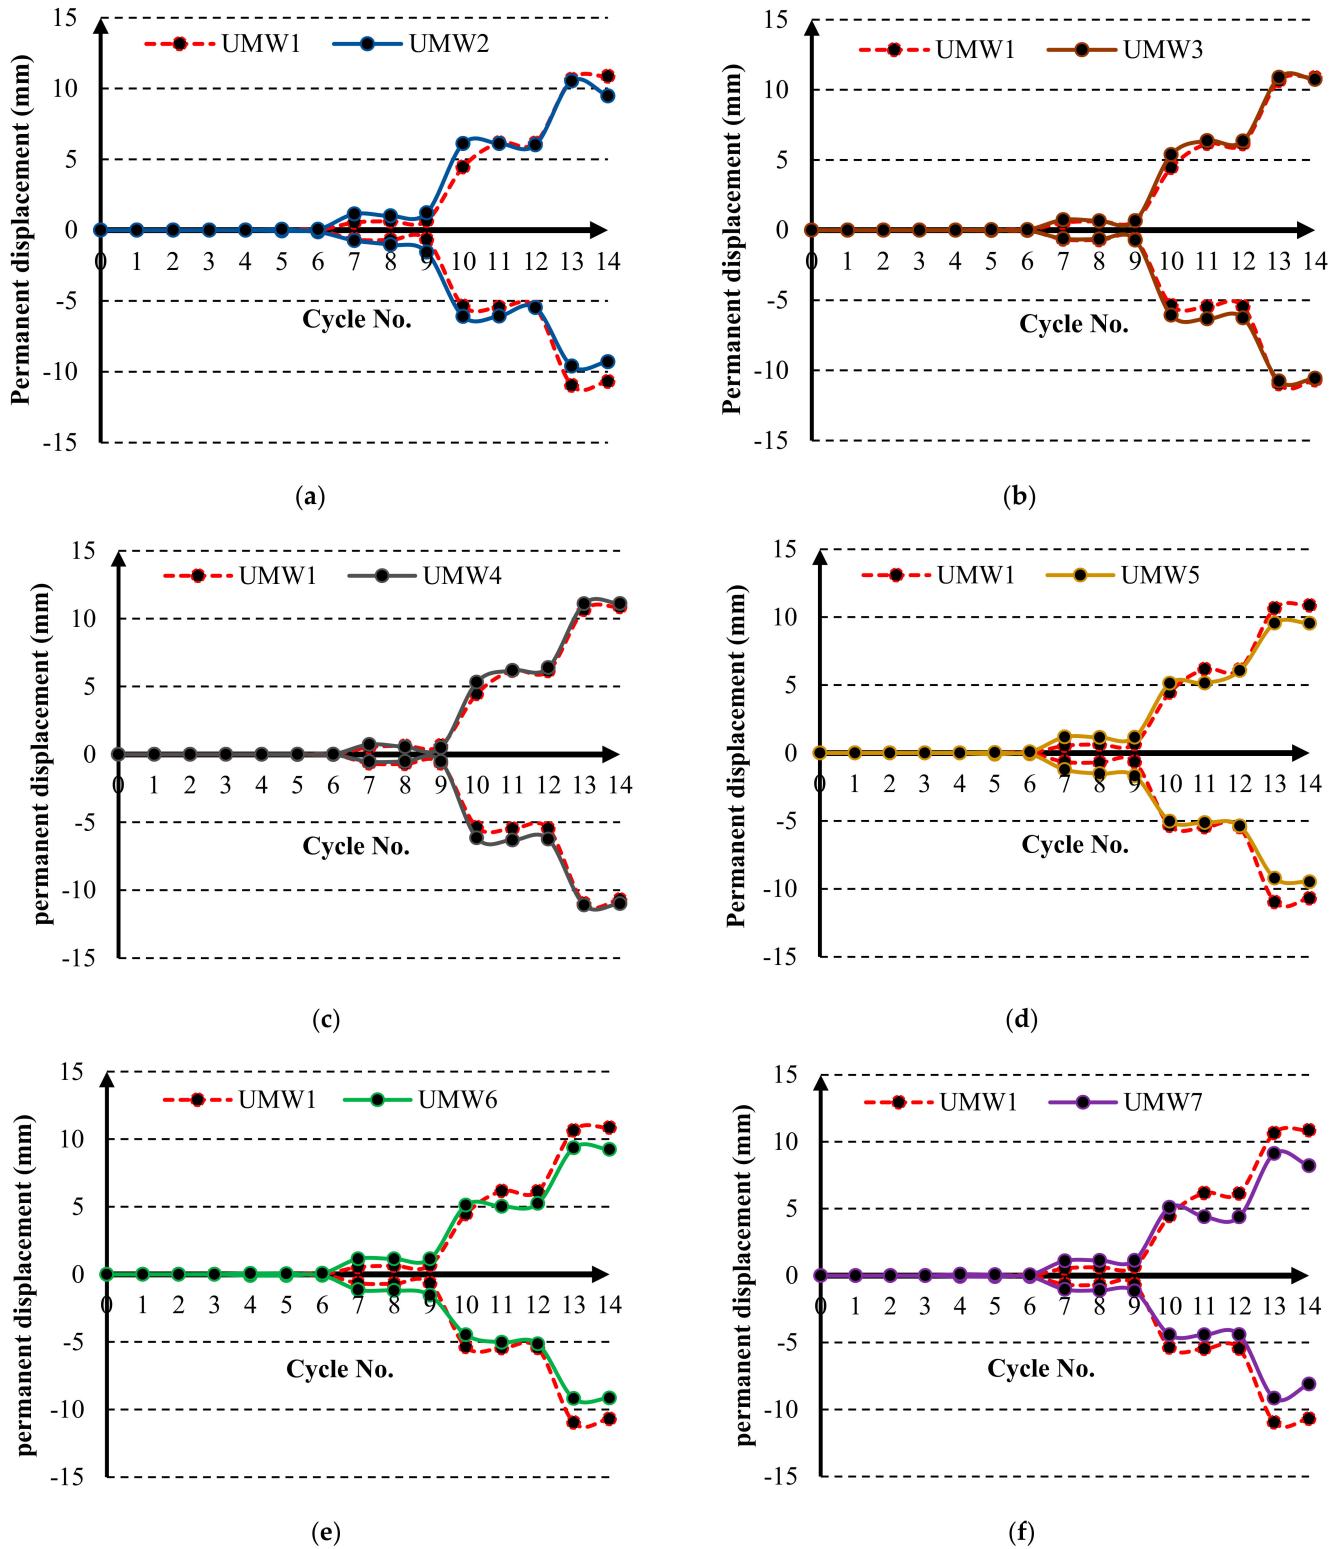 UMW1 UMW2
Permanent displacement (mm)
15
10
5
0
-5
-10
-15
0 1 2 3 4 5 6 7 8 9 10 11 12 13 14
Cycle No.
(a)
UMW1 UMW3
Permanent displacement (mm)
15
10
5
0
-5
-10
-15
0 1 2 3 4 5 6 7 8 9 10 11 12 13 14
Cycle No.
(b)
UMW1 UMW4
permanent displacement (mm)
15
10
5
0
-5
-10
-15
0 1 2 3 4 5 6 7 8 9 10 11 12 13 14
Cycle No.
(c)
UMW1 UMW5
Permanent displacement (mm)
15
10
5
0
-5
-10
-15
0 1 2 3 4 5 6 7 8 9 10 11 12 13 14
Cycle No.
(d)
UMW1 UMW6
permanent displacement (mm)
15
10
5
0
-5
-10
-15
0 1 2 3 4 5 6 7 8 9 10 11 12 13 14
Cycle No.
(e)
UMW1 UMW7
permanent displacement (mm)
15
10
5
0
-5
-10
-15
0 1 2 3 4 5 6 7 8 9 10 11 12 13 14
Cycle No.
(f)